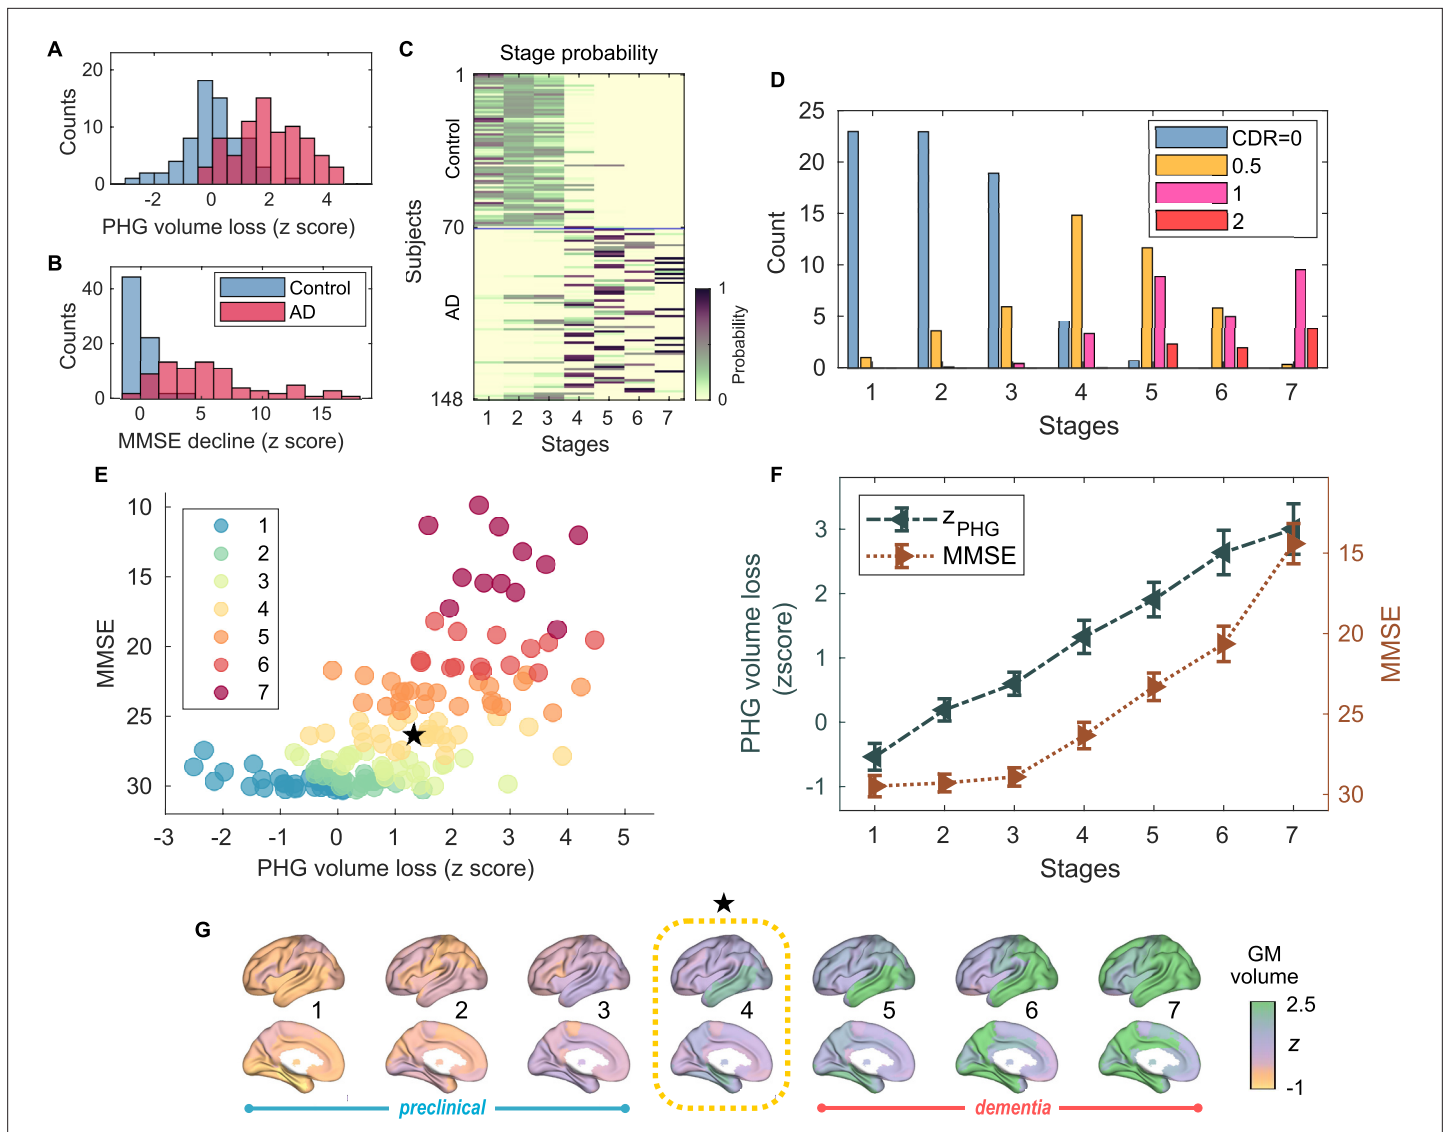 A
20
10
0
Counts
-2
0
2
4
PHG volume loss (z score)
B
40
20
0
Counts
Control
AD
0
5
10
15
MMSE decline (z score)
C
Stage probability
1
70
148
Control
AD
Subjects
1 2 3 4 5 6 7
Stages
1
0
Probability
D
25
20
15
10
5
0
Count
CDR=0
0.5
1
2
1 2 3 4 5 6 7
Stages
E
10
15
20
25
30
MMSE
1
2
3
4
5
6
7
-3 -2 -1 0 1 2 3 4 5
PHG volume loss (z score)
F
3
2
1
0
-1
PHG volume loss
(zscore)
zPHG
MMSE
15
20
25
30
MMSE
1 2 3 4 5 6 7
Stages
G
1 2 3 4 5 6 7
preclinical
dementia
GM
volume
2.5
z
-1